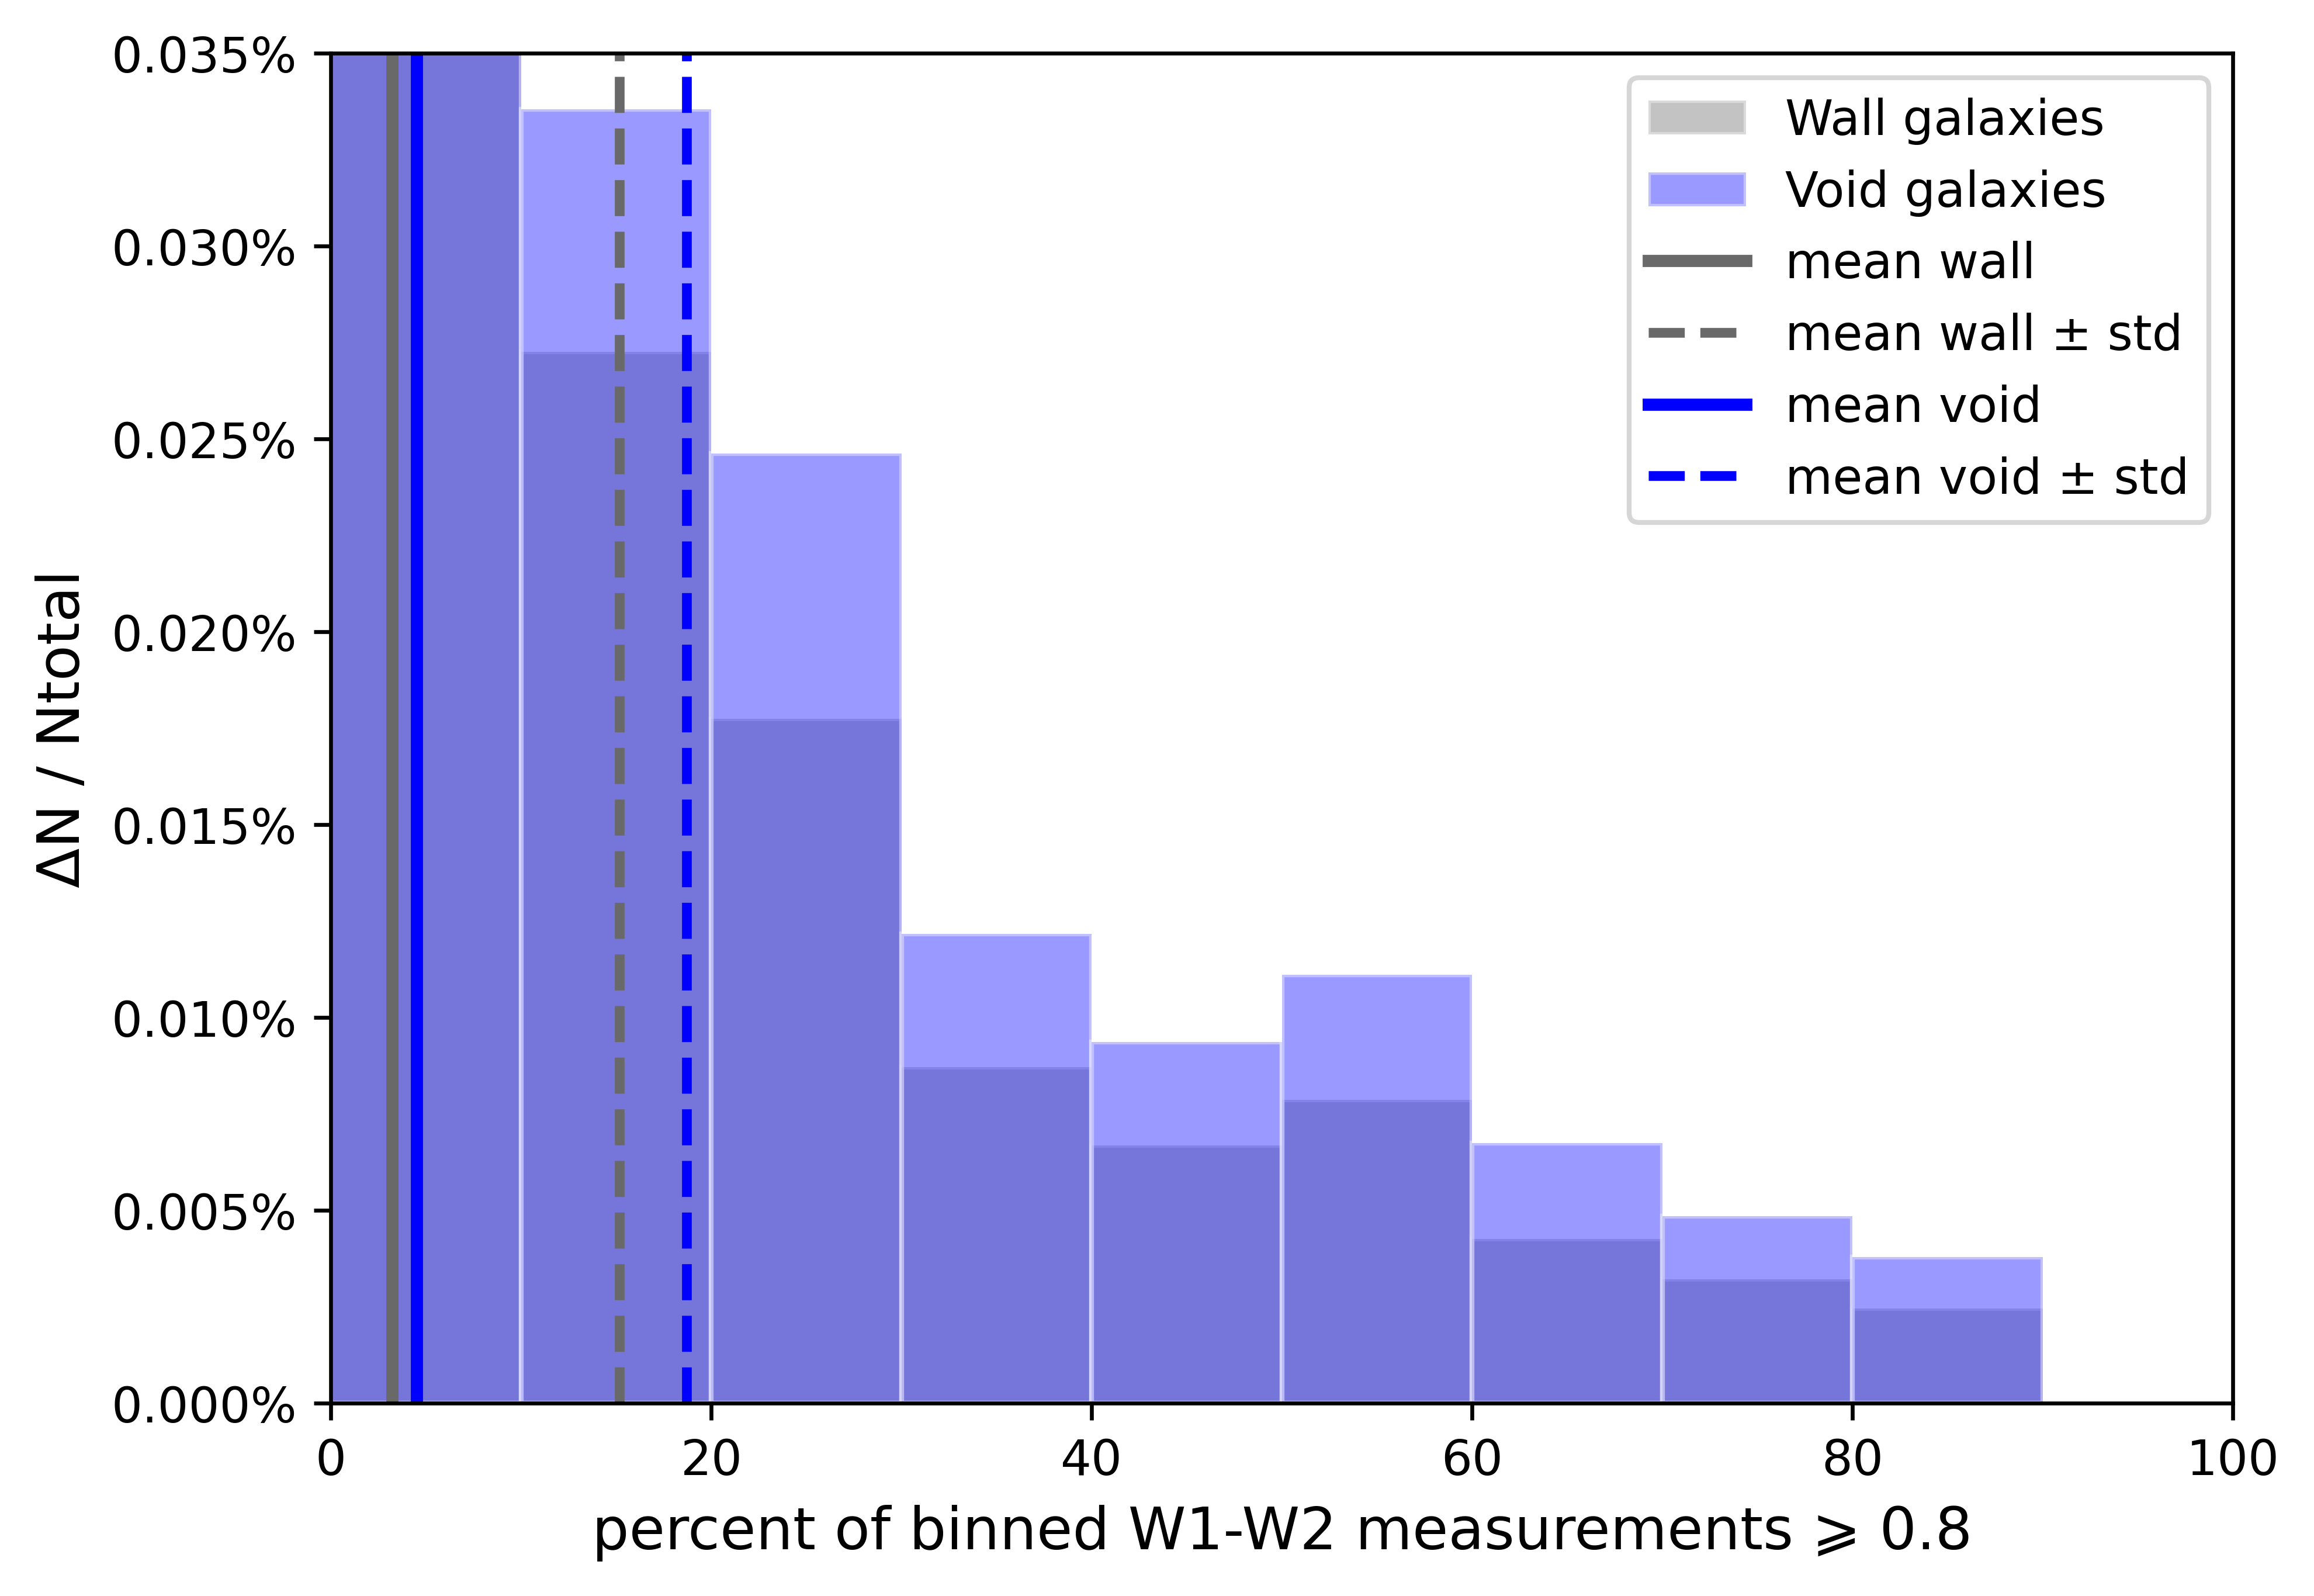 0.035%
0.030%
0.025%
0.020%
0.015%
0.010%
0.005%
0.000%
ΔN / Ntotal
Wall galaxies
Void galaxies
mean wall
mean wall ± std
mean void
mean void ± std
0 20 40 60 80 100
percent of binned W1-W2 measurements ⩾ 0.8